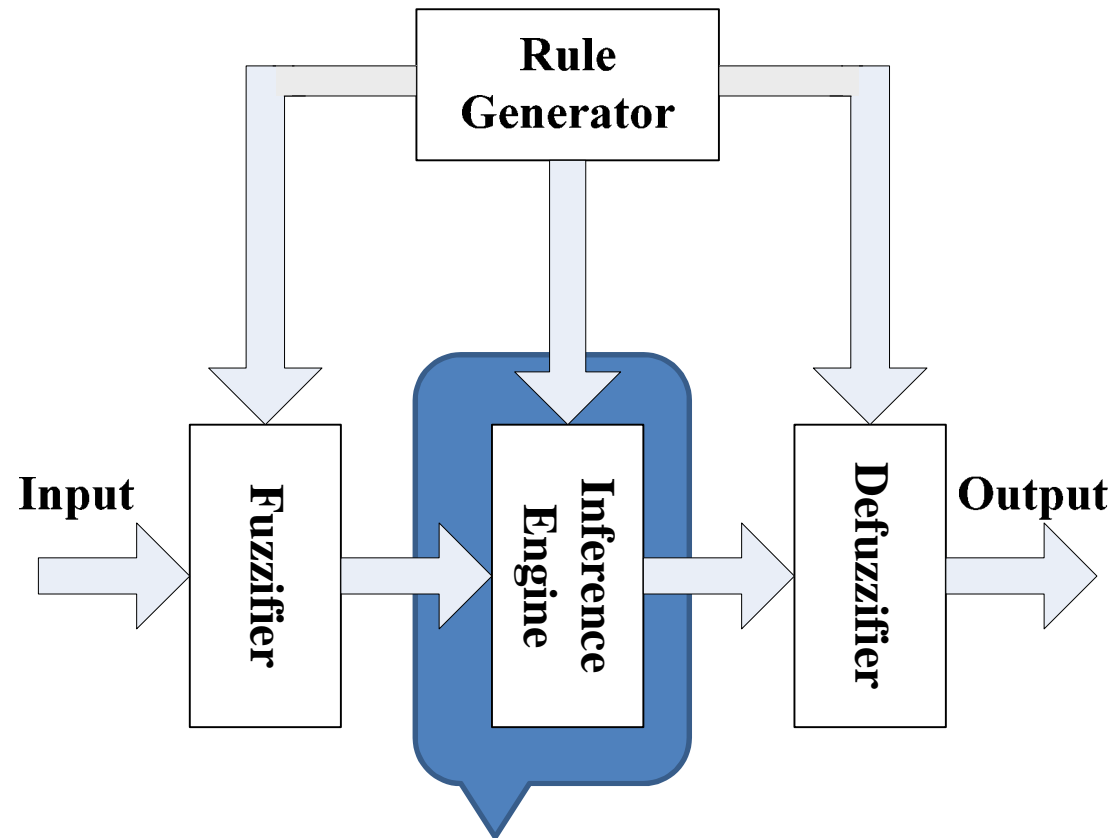 Rule
Generator
Input
Fuzzifier
Inference
Engine
Defuzzifier
Output